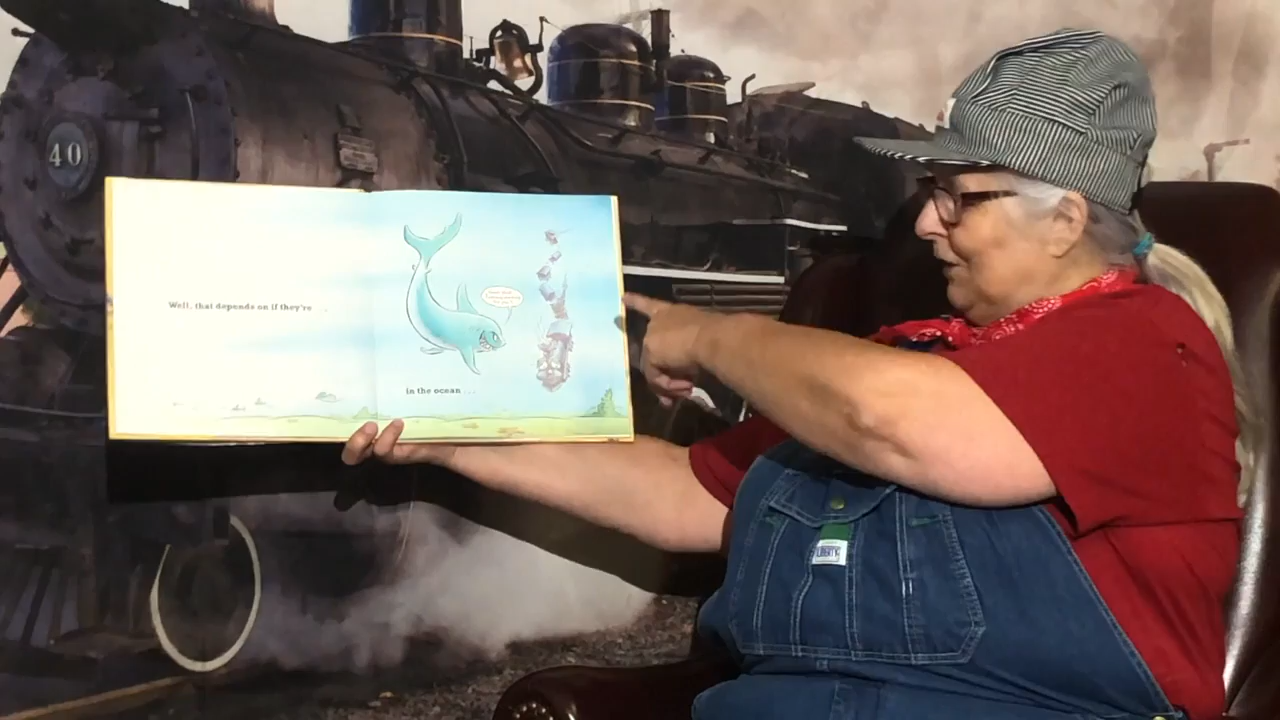 40
Well, that depends on if they're . .
in the ocean . . .
LIBERTY